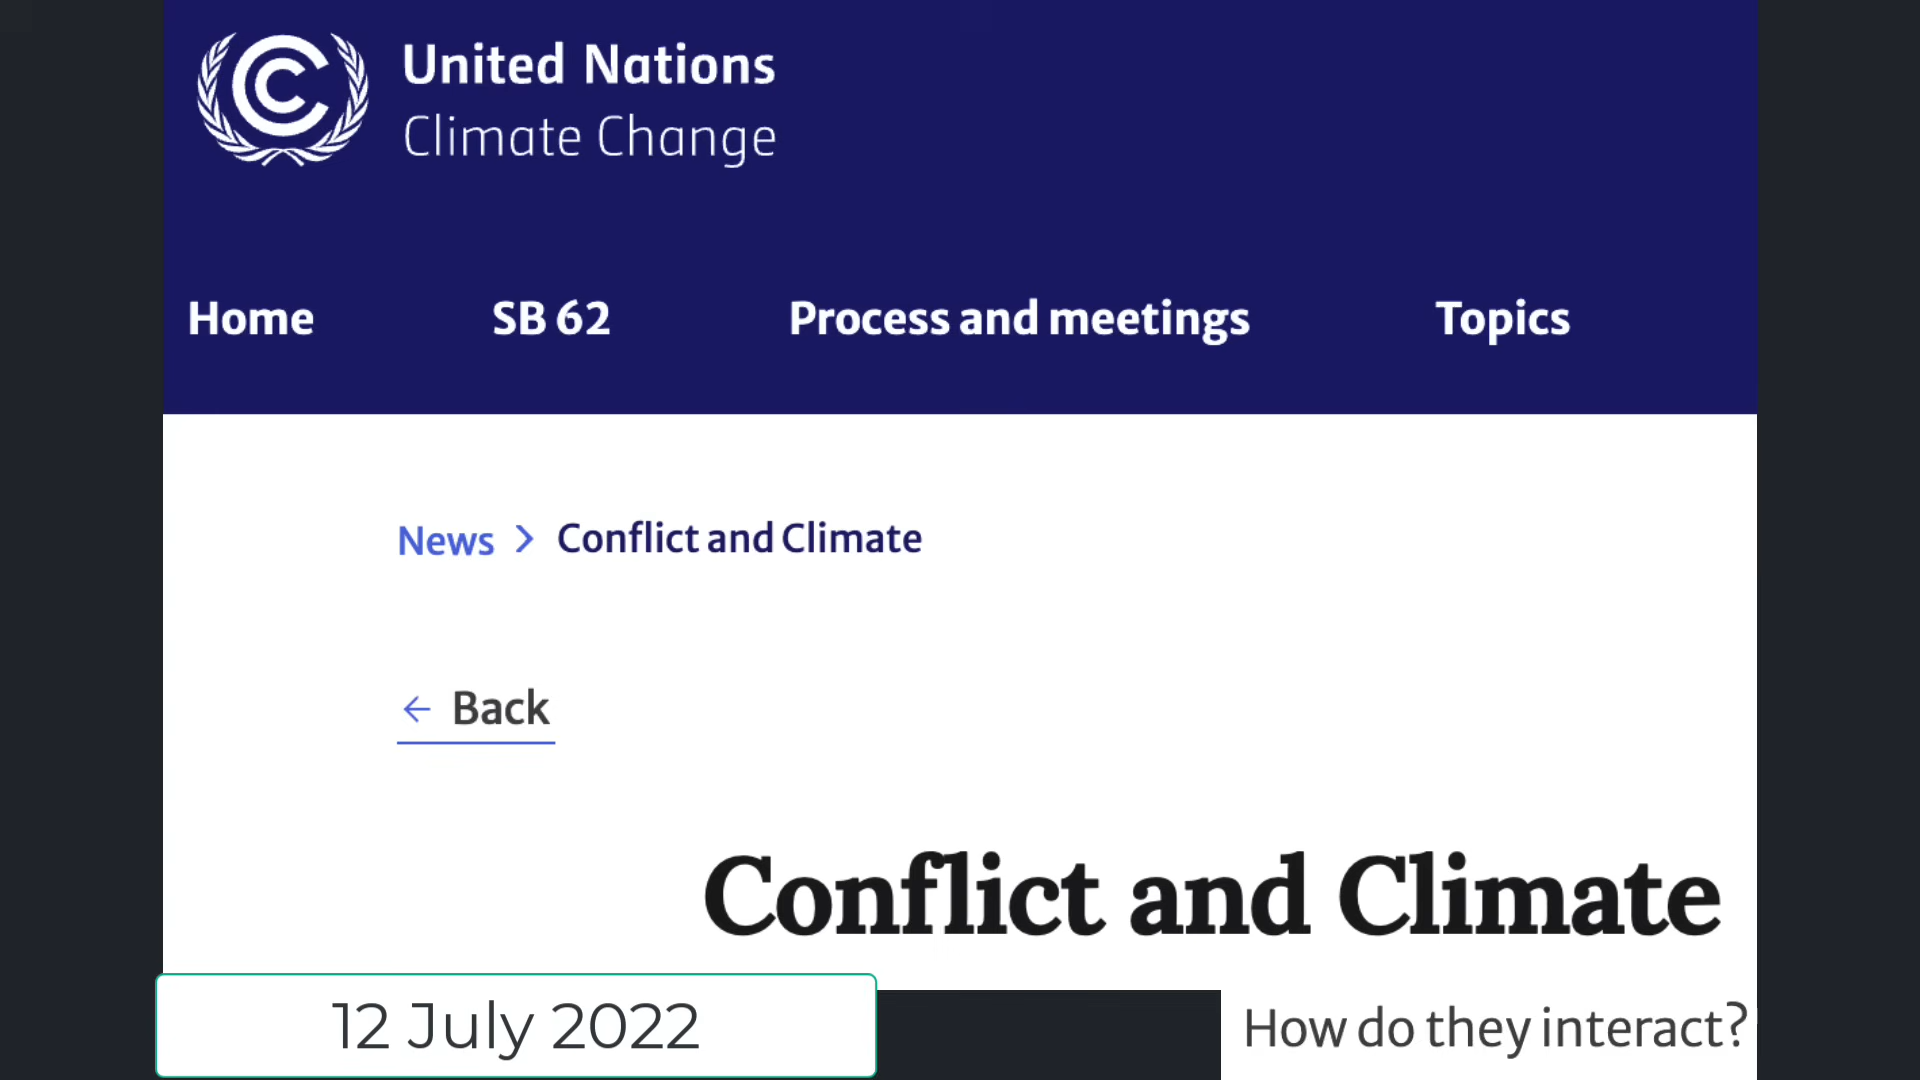 United Nations
Climate Change
Home SB 62 Process and meetings Topics
News > Conflict and Climate
← Back
Conflict and Climate
12 July 2022
How do they interact?